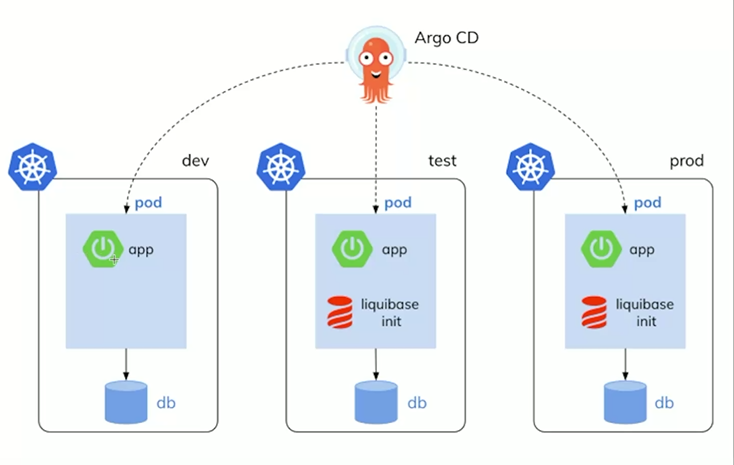 Argo CD
dev
test
prod
pod
pod
pod
app
app
app
liquibase
init
liquibase
init
db
db
db